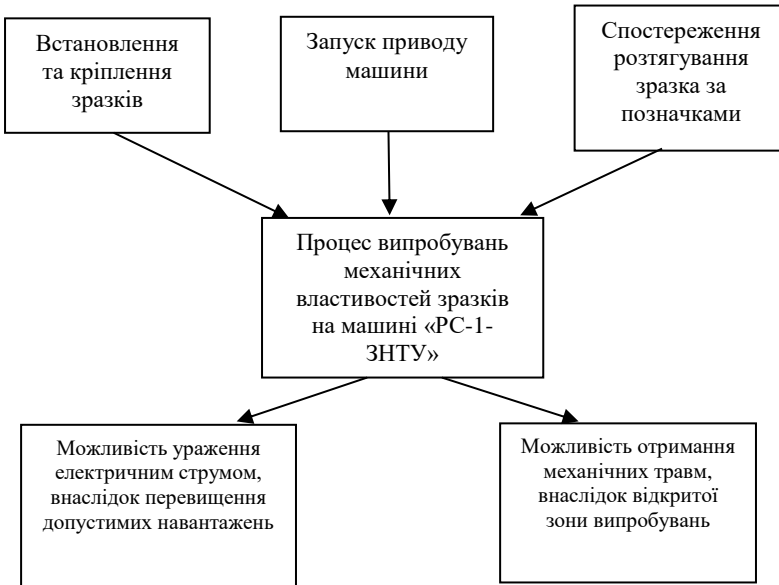 Встановлення
та кріплення
зразків
Запуск приводу
машини
Спостереження
розтягування
зразка за
позначками
Процес випробувань
механічних
властивостей зразків
на машині «РС-1-
ЗНТУ»
Можливість ураження
електричним струмом,
внаслідок перевищення
допустимих навантажень
Можливість отримання
механічних травм,
внаслідок відкритої
зони випробувань